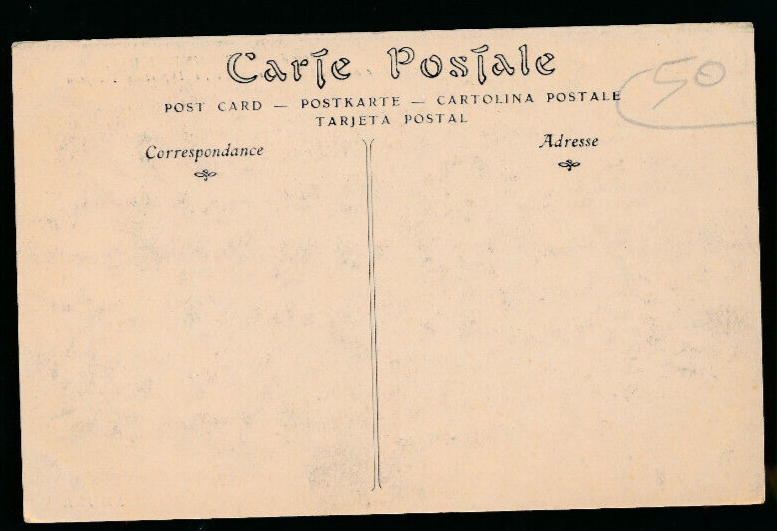 Carte Postale
50
POST CARD — POSTKARTE — CARTOLINA POSTALE
TARJETA POSTAL
Correspondance
Adresse